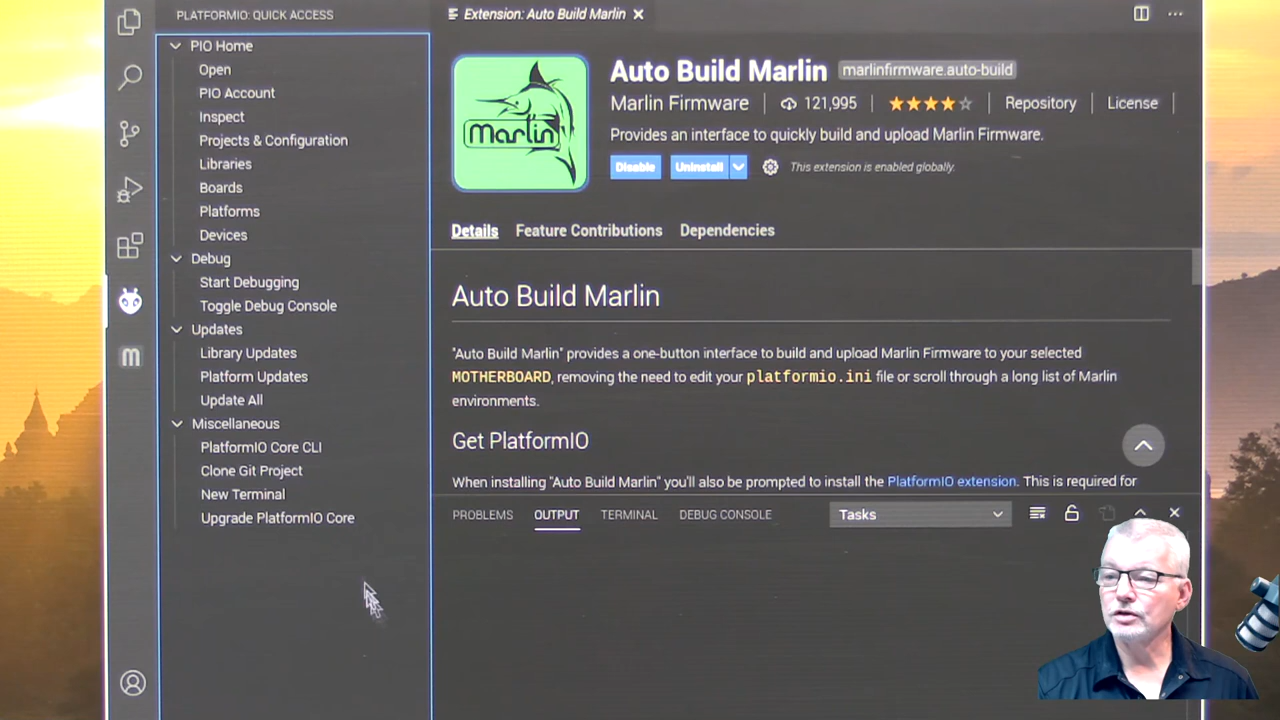 PLATFORMIO: QUICK ACCESS
PIO Home
Open
PIO Account
Inspect
Projects & Configuration
Libraries
Boards
Platforms
Devices
Debug
Start Debugging
Toggle Debug Console
Updates
Library Updates
Platform Updates
Update All
Miscellaneous
PlatformIO Core CLI
Clone Git Project
New Terminal
Upgrade PlatformIO Core
Extension: Auto Build Marlin
Marlin
Auto Build Marlin marlinfirmware.auto-build
Marlin Firmware 121,995 Repository License
Provides an interface to quickly build and upload Marlin Firmware.
Disable Uninstall This extension is enabled globally.
Details Feature Contributions Dependencies
Auto Build Marlin
"Auto Build Marlin" provides a one-button interface to build and upload Marlin Firmware to your selected
MOTHERBOARD, removing the need to edit your platformio.ini file or scroll through a long list of Marlin
environments.
Get PlatformIO
When installing "Auto Build Marlin" you'll also be prompted to install the PlatformIO extension. This is required for
PROBLEMS OUTPUT TERMINAL DEBUG CONSOLE Tasks